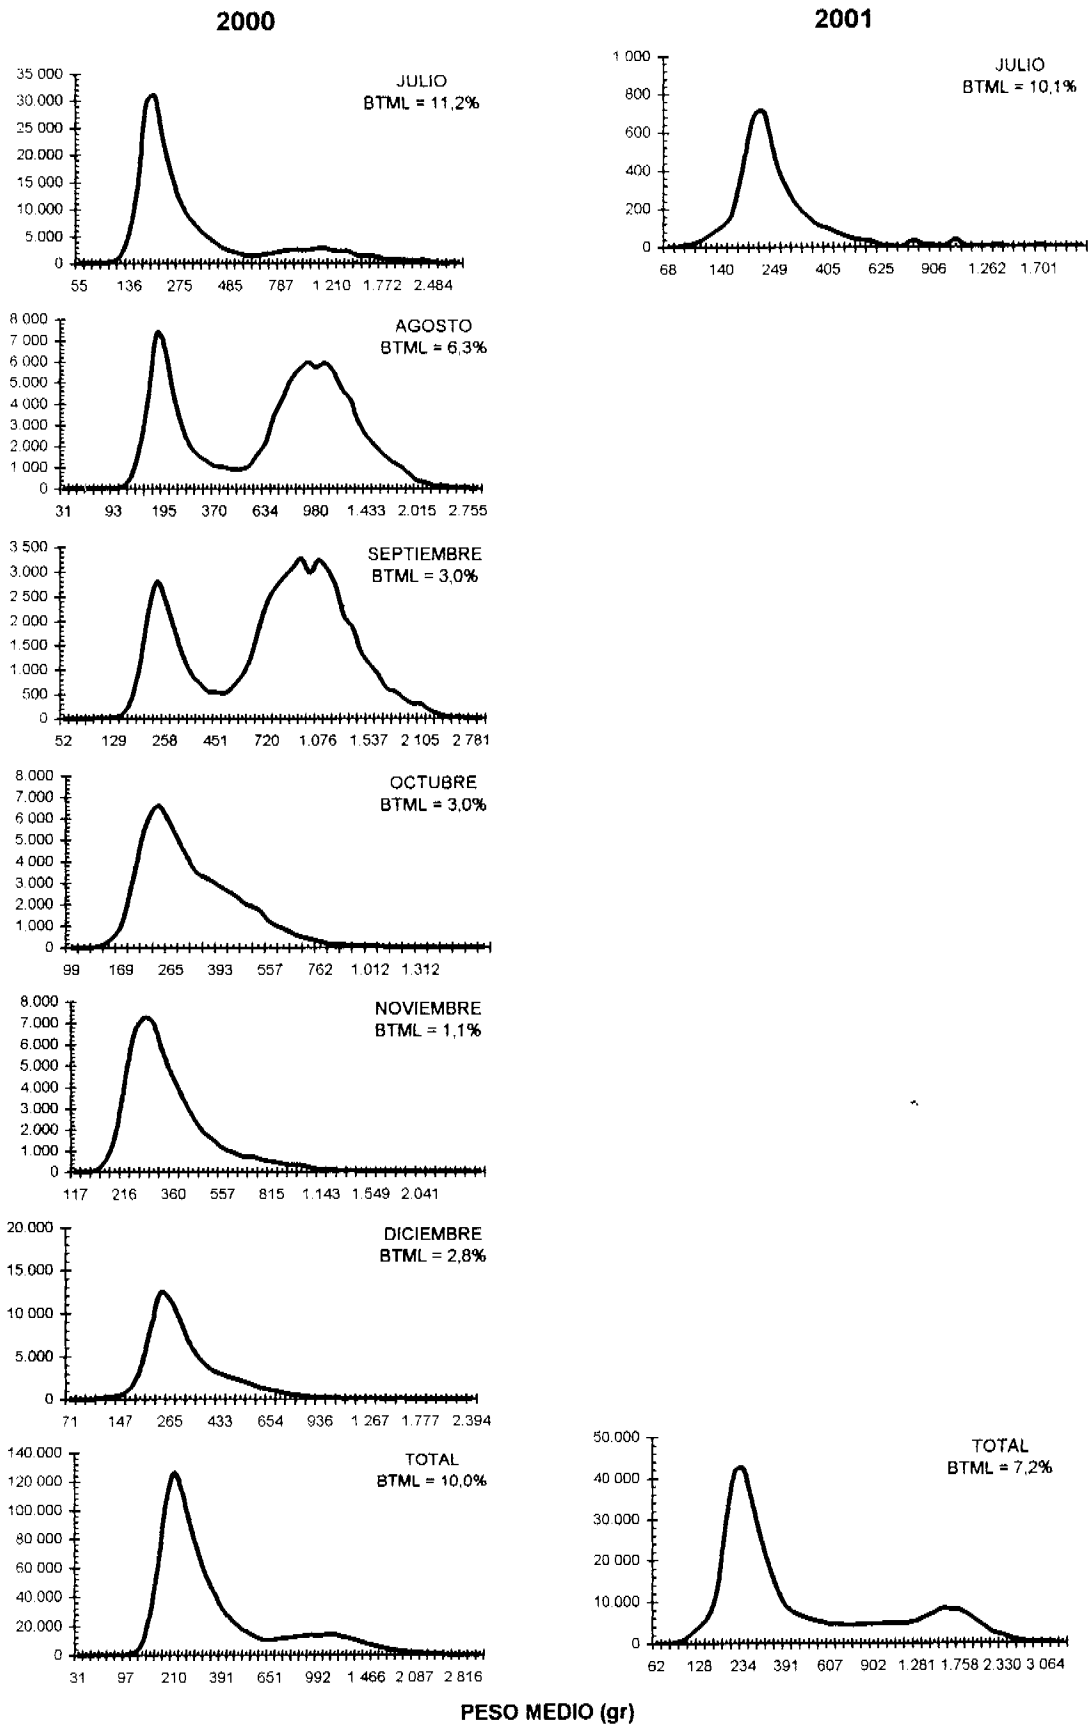 2000
2001
JULIO
BTML = 11,2%
35 000
30.000
25 000
20 000
15 000
10.000
5.000
0
55 136 275 485 787 1 210 1.772 2.484
JULIO
BTML = 10,1%
1 000
800
600
400
200
0
68 140 249 405 625 906 1.262 1.701
AGOSTO
BTML = 6,3%
8 000
7 000
6 000
5.000
4 000
3.000
2.000
1 000
0
31 93 195 370 634 980 1.433 2.015 2.755
SEPTIEMBRE
BTML = 3,0%
3 500
3.000
2 500
2 000
1.500
1.000
500
0
52 129 258 451 720 1.076 1.537 2 105 2 781
OCTUBRE
BTML = 3,0%
8.000
7.000
6.000
5.000
4 000
3.000
2 000
1.000
0
99 169 265 393 557 762 1.012 1.312
NOVIEMBRE
BTML = 1,1%
8.000
7.000
6.000
5 000
4 000
3.000
2.000
1.000
0
117 216 360 557 815 1.143 1.549 2.041
DICIEMBRE
BTML = 2,8%
20.000
15 000
10 000
5.000
0
71 147 265 433 654 936 1 267 1.777 2.394
TOTAL
BTML = 10,0%
140.000
120.000
100.000
80 000
60 000
40 000
20.000
0
31 97 210 391 651 992 1 466 2 087 2 816
TOTAL
BTML = 7,2%
50.000
40 000
30 000
20 000
10 000
0
62 128 234 391 607 902 1.281 1.758 2.330 3 064
PESO MEDIO (gr)